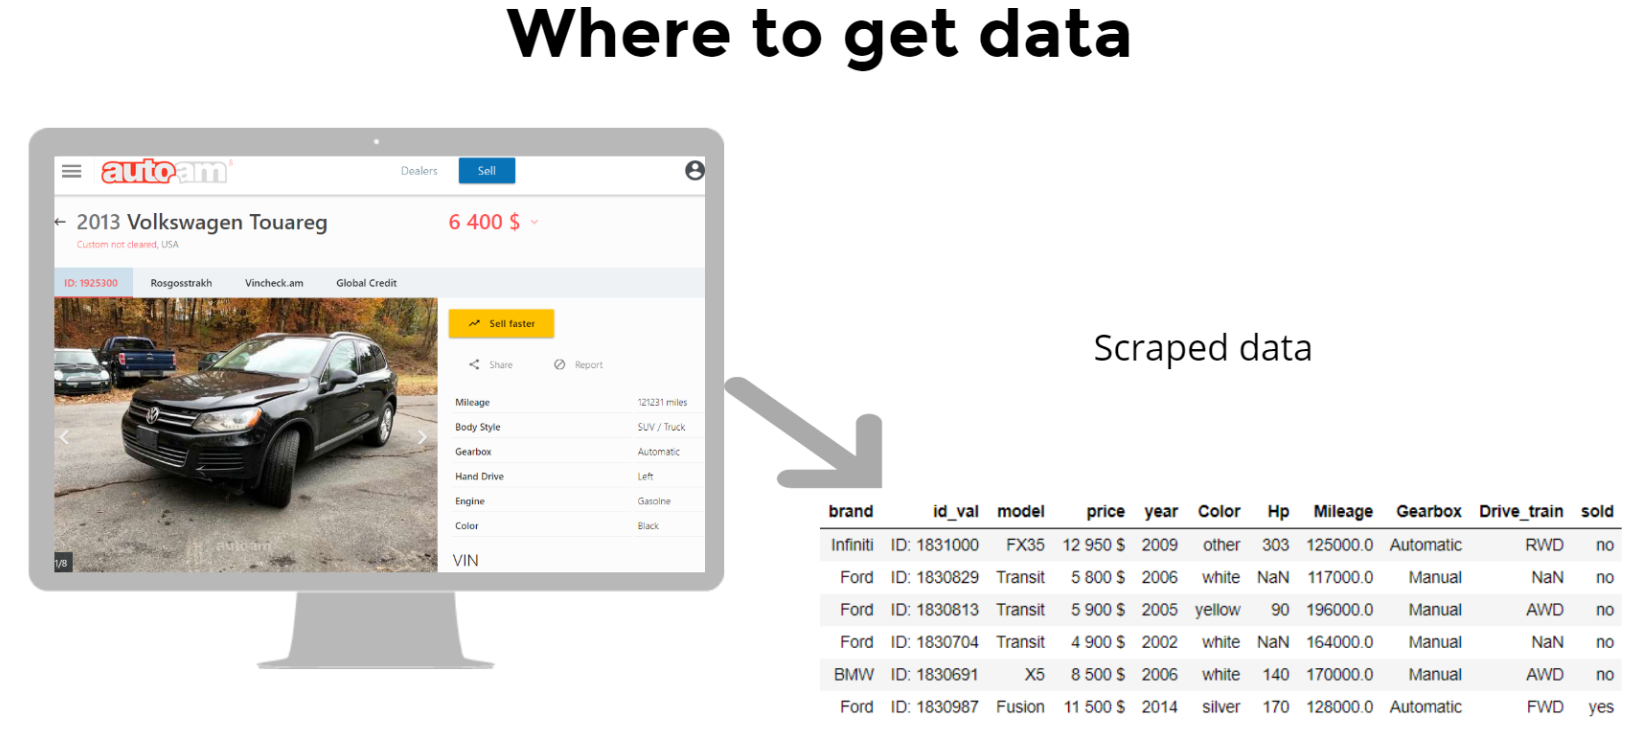 Where to get data
autoam
Dealers
Sell
2013 Volkswagen Touareg
6 400 $
Custom not cleared, USA
ID: 1925300 Rosgosstrakh Vincheck.am Global Credit
Sell faster
Share Report
Mileage 121231 miles
Body Style SUV / Truck
Gearbox Automatic
Hand Drive Left
Engine Gasolne
Color Black
VIN
autoam
1/8
Scraped data
brand id_val model price year Color Hp Mileage Gearbox Drive_train sold
Infiniti ID: 1831000 FX35 12 950 $ 2009 other 303 125000.0 Automatic RWD no
Ford ID: 1830829 Transit 5 800 $ 2006 white NaN 117000.0 Manual NaN no
Ford ID: 1830813 Transit 5 900 $ 2005 yellow 90 196000.0 Manual AWD no
Ford ID: 1830704 Transit 4 900 $ 2002 white NaN 164000.0 Manual NaN no
BMW ID: 1830691 X5 8 500 $ 2006 white 140 170000.0 Manual AWD no
Ford ID: 1830987 Fusion 11 500 $ 2014 silver 170 128000.0 Automatic FWD yes